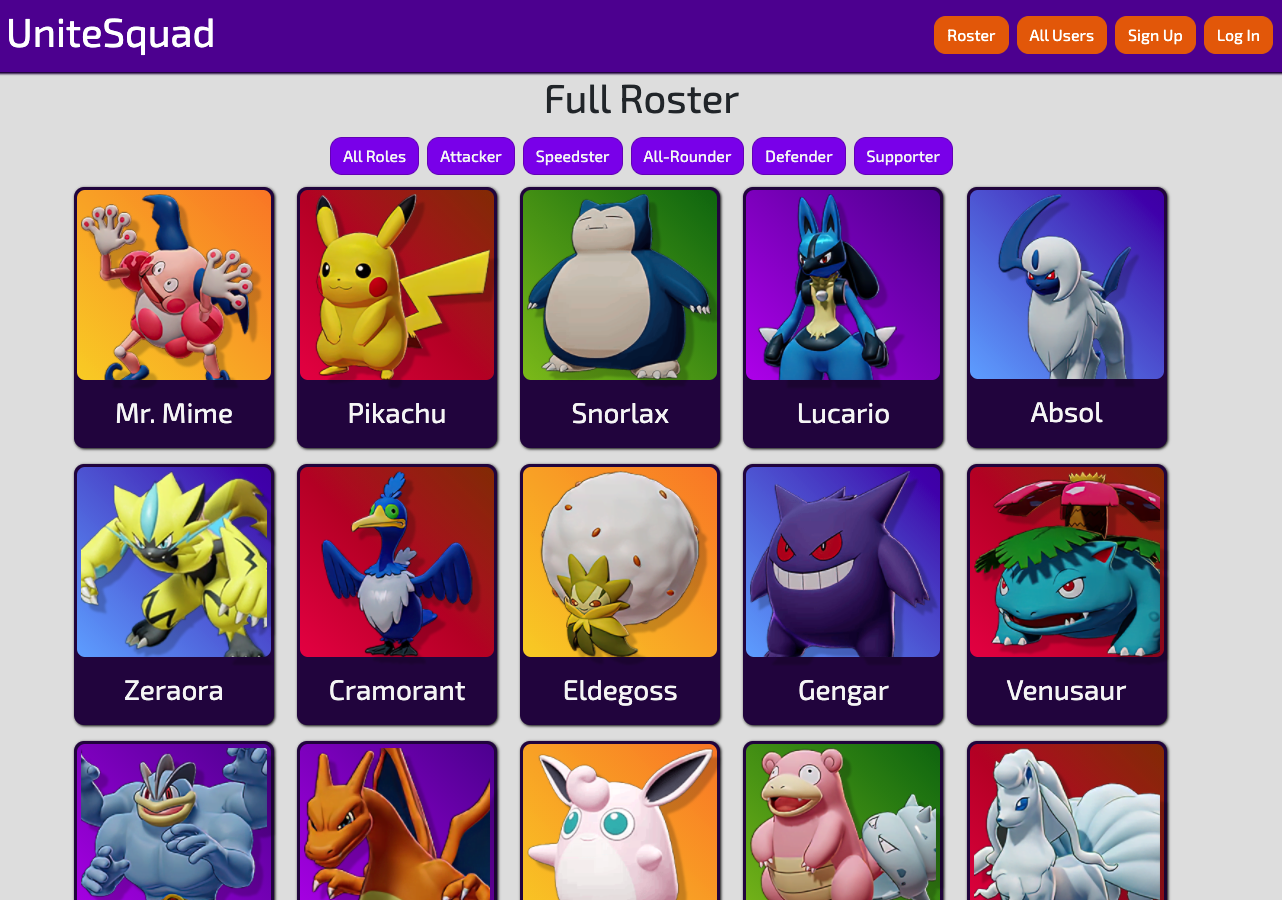 UniteSquad
Roster All Users Sign Up Log In
Full Roster
All Roles Attacker Speedster All-Rounder Defender Supporter
Mr. Mime Pikachu Snorlax Lucario Absol
Zeraora Cramorant Eldegoss Gengar Venusaur